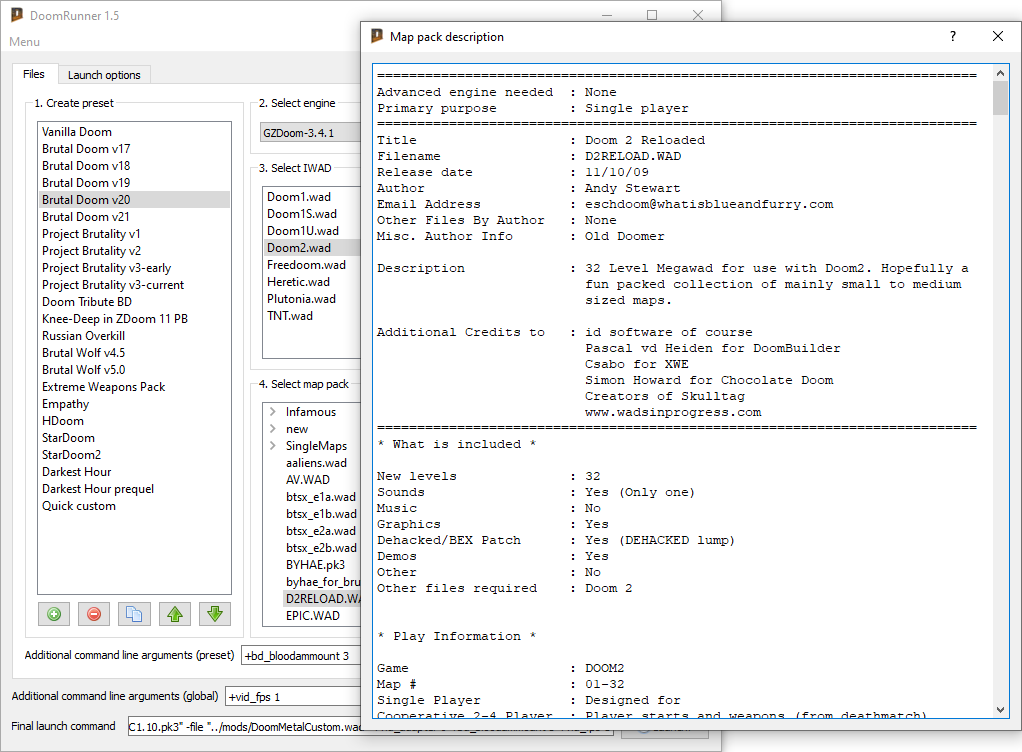 DoomRunner 1.5
Menu
Files
Launch options
1. Create preset
Vanilla Doom
Brutal Doom v17
Brutal Doom v18
Brutal Doom v19
Brutal Doom v20
Brutal Doom v21
Project Brutality v1
Project Brutality v2
Project Brutality v3-early
Project Brutality v3-current
Doom Tribute BD
Knee-Deep in ZDoom 11 PB
Russian Overkill
Brutal Wolf v4.5
Brutal Wolf v5.0
Extreme Weapons Pack
Empathy
HDoom
StarDoom
StarDoom2
Darkest Hour
Darkest Hour prequel
Quick custom
2. Select engine
GZDoom-3.4.1
3. Select IWAD
Doom1.wad
Doom1S.wad
Doom1U.wad
Doom2.wad
Freedoom.wad
Heretic.wad
Plutonia.wad
TNT.wad
4. Select map pack
Infamous
new
SingleMaps
aaliens.wad
AV.WAD
btsx_e1a.wad
btsx_e1b.wad
btsx_e2a.wad
btsx_e2b.wad
BYHAE.pk3
byhae_for_bru
D2RELOAD.WA
EPIC.WAD
Additional command line arguments (preset) +bd_bloodammount 3
Additional command line arguments (global) +vid_fps 1
Final launch command C1.10.pk3" -file "../mods/DoomMetalCustom.wad
Map pack description
?
===========================================================================
Advanced engine needed : None
Primary purpose : Single player
===========================================================================
Title : Doom 2 Reloaded
Filename : D2RELOAD.WAD
Release date : 11/10/09
Author : Andy Stewart
Email Address : eschdoom@whatisblueandfurry.com
Other Files By Author : None
Misc. Author Info : Old Doomer
Description : 32 Level Megawad for use with Doom2. Hopefully a
fun packed collection of mainly small to medium
sized maps.
Additional Credits to : id software of course
Pascal vd Heiden for DoomBuilder
Csabo for XWE
Simon Howard for Chocolate Doom
Creators of Skulltag
www.wadsinprogress.com
===========================================================================
* What is included *
New levels : 32
Sounds : Yes (Only one)
Music : No
Graphics : Yes
Dehacked/BEX Patch : Yes (DEHACKED lump)
Demos : Yes
Other : No
Other files required : Doom 2
* Play Information *
Game : DOOM2
Map # : 01-32
Single Player : Designed for
Cooperative 2-4 Player : Player starts and weapons (from deathmatch)